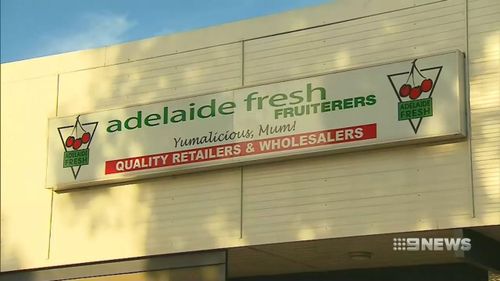 adelaide fresh
FRUITERERS
Yumalicious, Mum!
QUALITY RETAILERS & WHOLESALERS
ADELAIDE
FRESH
ADELAIDE
FRESH
9NEWS